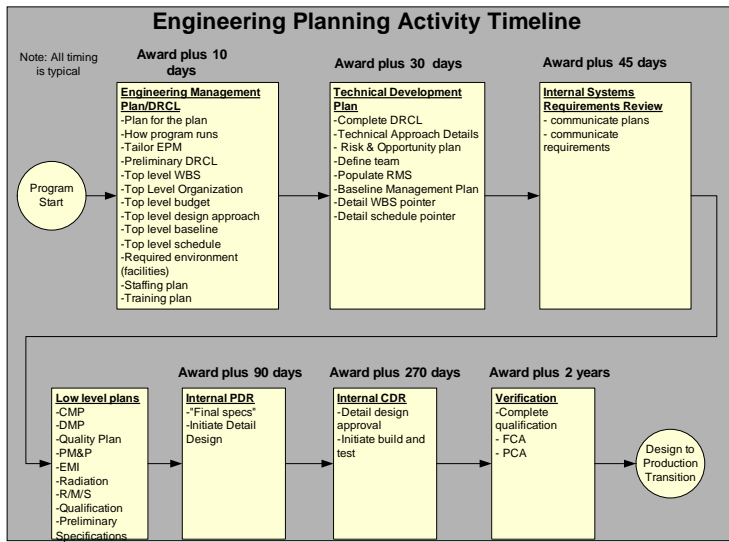 Engineering Planning Activity Timeline
Note: All timing
is typical
Award plus 10
days
Award plus 30 days
Award plus 45 days
Program
Start
Engineering Management
Plan/DRCL
-Plan for the plan
-How program runs
-Tailor EPM
-Preliminary DRCL
-Top level WBS
-Top Level Organization
-Top level budget
-Top level design approach
-Top level baseline
-Top level schedule
-Required environment
(facilities)
-Staffing plan
-Training plan
Technical Development
Plan
-Complete DRCL
-Technical Approach Details
- Risk & Opportunity plan
-Define team
-Populate RMS
-Baseline Management Plan
-Detail WBS pointer
-Detail schedule pointer
Internal Systems
Requirements Review
- communicate plans
- communicate
requirements
Award plus 90 days
Award plus 270 days
Award plus 2 years
Low level plans
-CMP
-DMP
-Quality Plan
-PM&P
-EMI
-Radiation
-R/M/S
-Qualification
-Preliminary
Specifications
Internal PDR
-"Final specs"
-Initiate Detail
Design
Internal CDR
-Detail design
approval
-Initiate build and
test
Verification
-Complete
qualification
- FCA
- PCA
Design to
Production
Transition